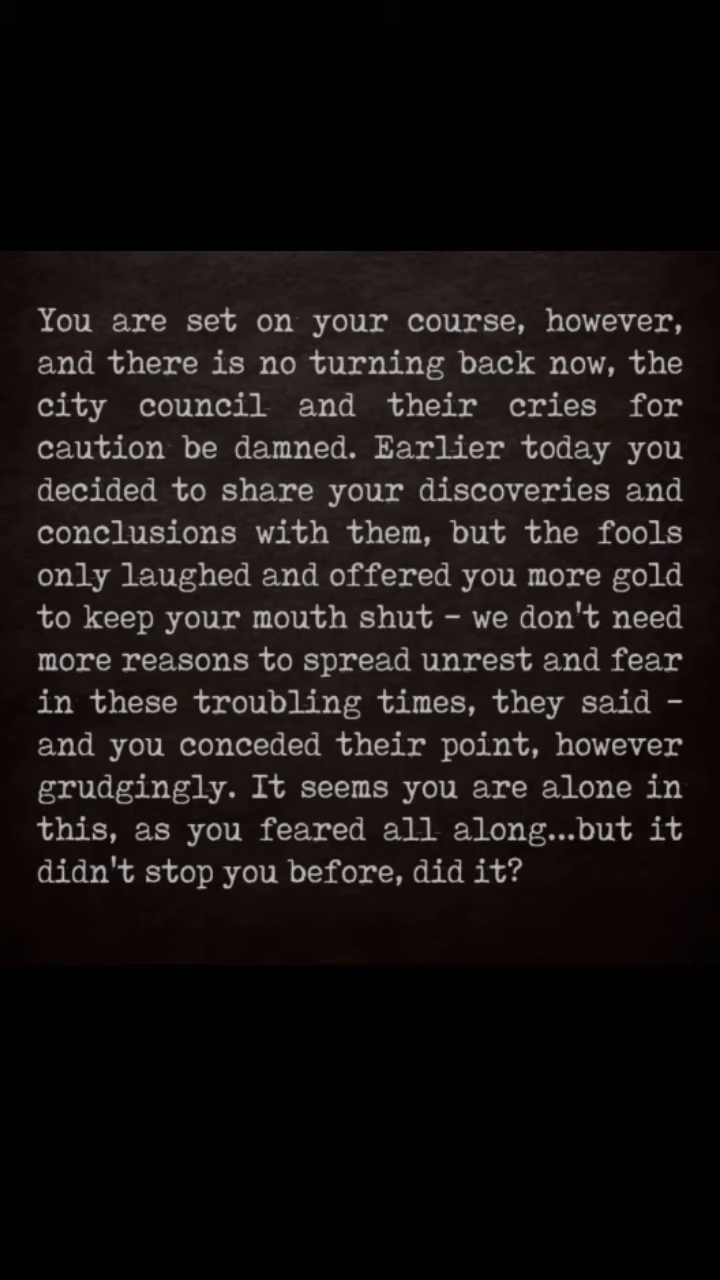 You are set on your course, however,
and there is no turning back now, the
city council and their cries for
caution be damned. Earlier today you
decided to share your discoveries and
conclusions with them, but the fools
only laughed and offered you more gold
to keep your mouth shut – we don't need
more reasons to spread unrest and fear
in these troubling times, they said –
and you conceded their point, however
grudgingly. It seems you are alone in
this, as you feared all along...but it
didn't stop you before, did it?